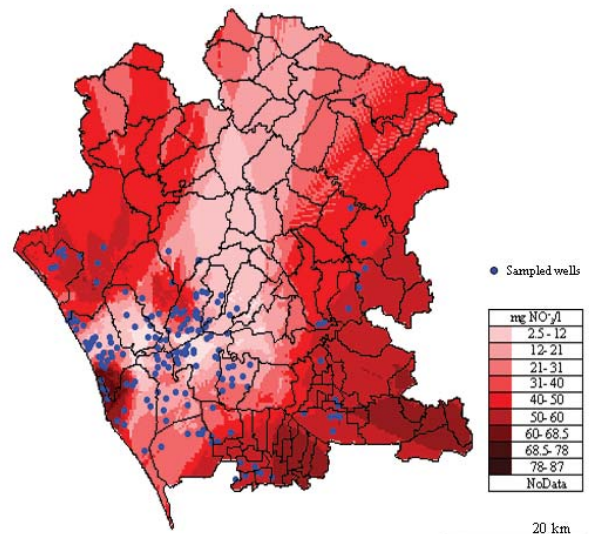 Sampled wells
mg NO⁻₃/l
2.5 - 12
12- 21
21- 31
31- 40
40- 50
50- 60
60- 68.5
68.5- 78
78- 87
NoData
20 km